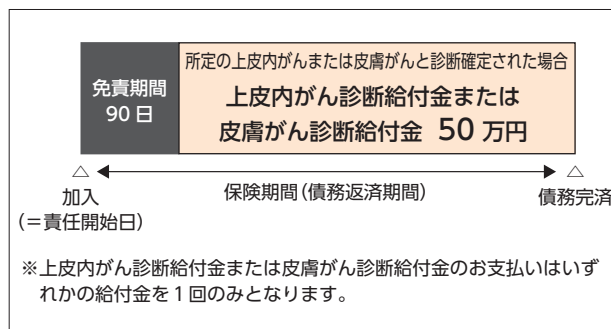 免責期間
90日
所定の上皮内がんまたは皮膚がんと診断確定された場合
上皮内がん診断給付金または
皮膚がん診断給付金 50万円
△
△
加入
(=責任開始日)
保険期間(債務返済期間)
債務完済
※上皮内がん診断給付金または皮膚がん診断給付金のお支払いはいず
れかの給付金を1回のみとなります。